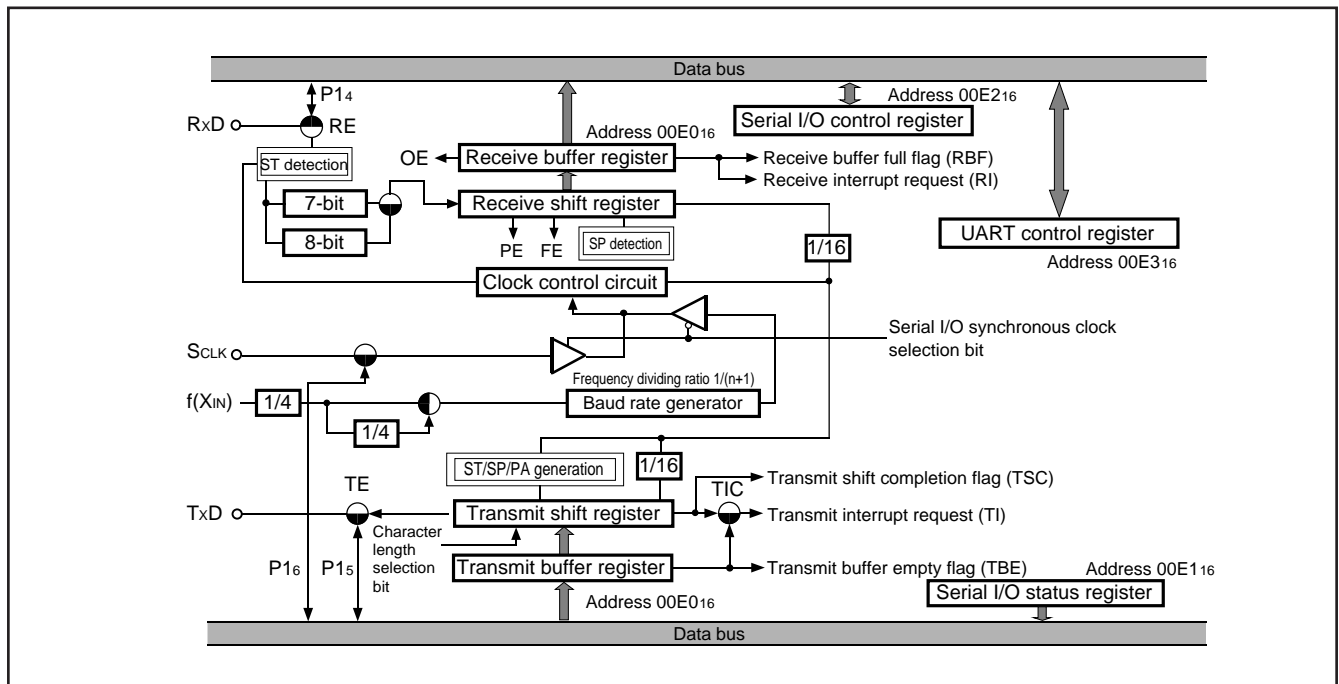 Data bus
P14
Address 00E216
RxD
RE
Serial I/O control register
Address 00E016
ST detection
OE
Receive buffer register
Receive buffer full flag (RBF)
Receive interrupt request (RI)
7-bit
Receive shift register
8-bit
PE
FE
SP detection
1/16
UART control register
Address 00E316
Clock control circuit
Serial I/O synchronous clock
selection bit
SCLK
Frequency dividing ratio 1/(n+1)
f(XIN)
1/4
Baud rate generator
1/4
ST/SP/PA generation
1/16
Transmit shift completion flag (TSC)
TE
TIC
TxD
Transmit shift register
Transmit interrupt request (TI)
Character
length
selection
bit
P16
P15
Transmit buffer register
Transmit buffer empty flag (TBE)
Address 00E116
Serial I/O status register
Address 00E016
Data bus